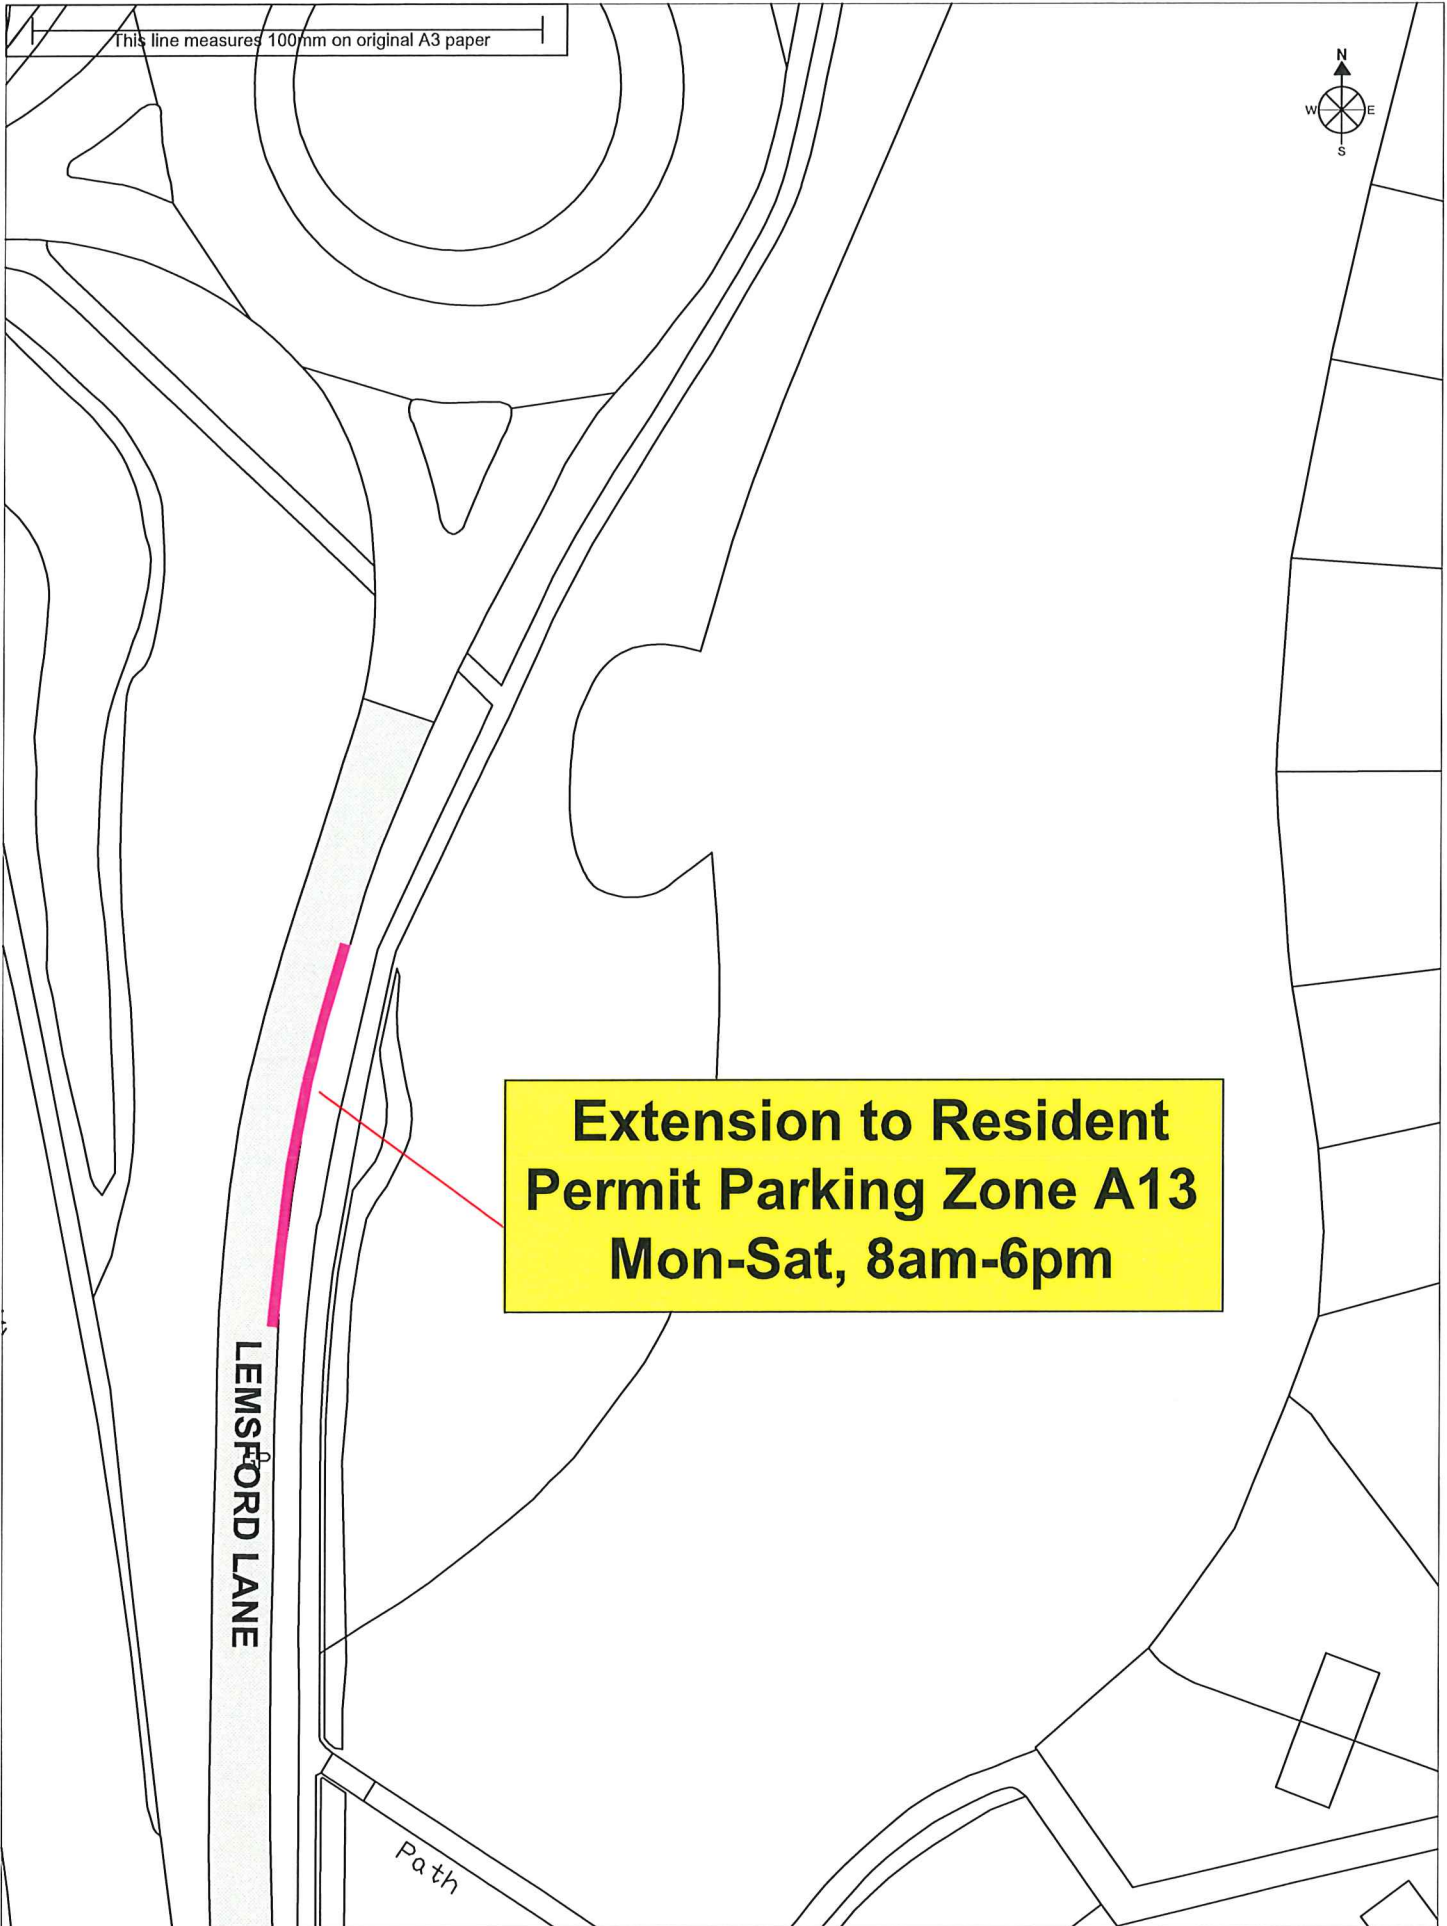 This line measures 100mm on original A3 paper
N
W E
S
Extension to Resident
Permit Parking Zone A13
Mon-Sat, 8am-6pm
LEMSFORD LANE
Path